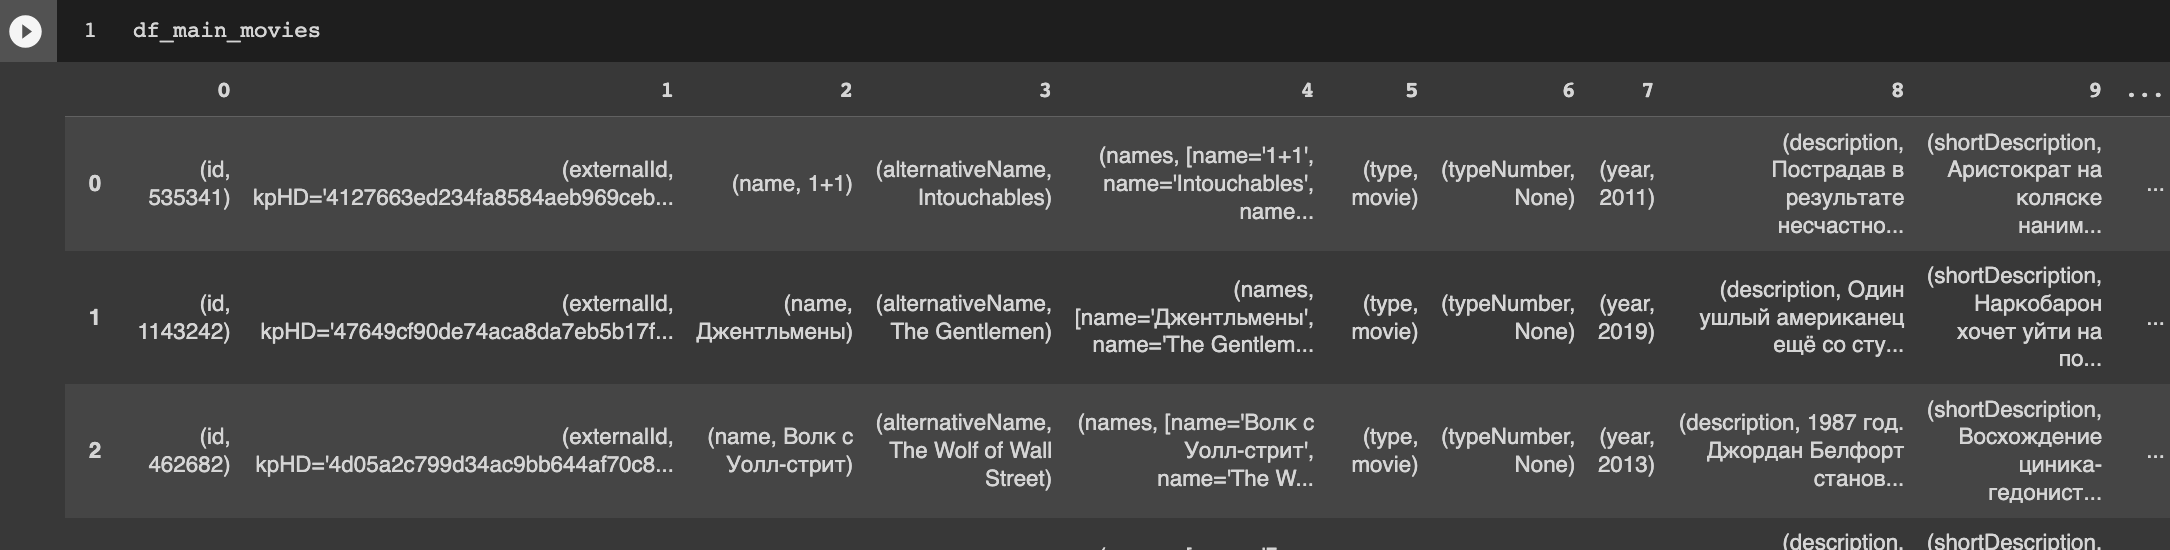 1 df_main_movies
0 1 2 3 4 5 6 7 8 9 ...
0
(id,
535341)
(externalId,
kpHD='4127663ed234fa8584aeb969ceb...
(name, 1+1)
(alternativeName,
Intouchables)
(names, [name='1+1',
name='Intouchables',
name...
(type,
movie)
(typeNumber,
None)
(year,
2011)
(description,
Пострадав в
результате
несчастно...
(shortDescription,
Аристократ на
коляске
наним...
...
1
(id,
1143242)
(externalId,
kpHD='47649cf90de74aca8da7eb5b17f...
(name,
Джентльмены)
(alternativeName,
The Gentlemen)
(names,
[name='Джентльмены',
name='The Gentlem...
(type,
movie)
(typeNumber,
None)
(year,
2019)
(description, Один
ушлый американец
ещё со сту...
(shortDescription,
Наркобарон
хочет уйти на
по...
...
2
(id,
462682)
(externalId,
kpHD='4d05a2c799d34ac9bb644af70c8...
(name, Волк с
Уолл-стрит)
(alternativeName,
The Wolf of Wall
Street)
(names, [name='Волк с
Уолл-стрит',
name='The W...
(type,
movie)
(typeNumber,
None)
(year,
2013)
(description, 1987 год.
Джордан Белфорт
станов...
(shortDescription,
Восхождение
циника-
гедонист...
...
(description,
(shortDescription,